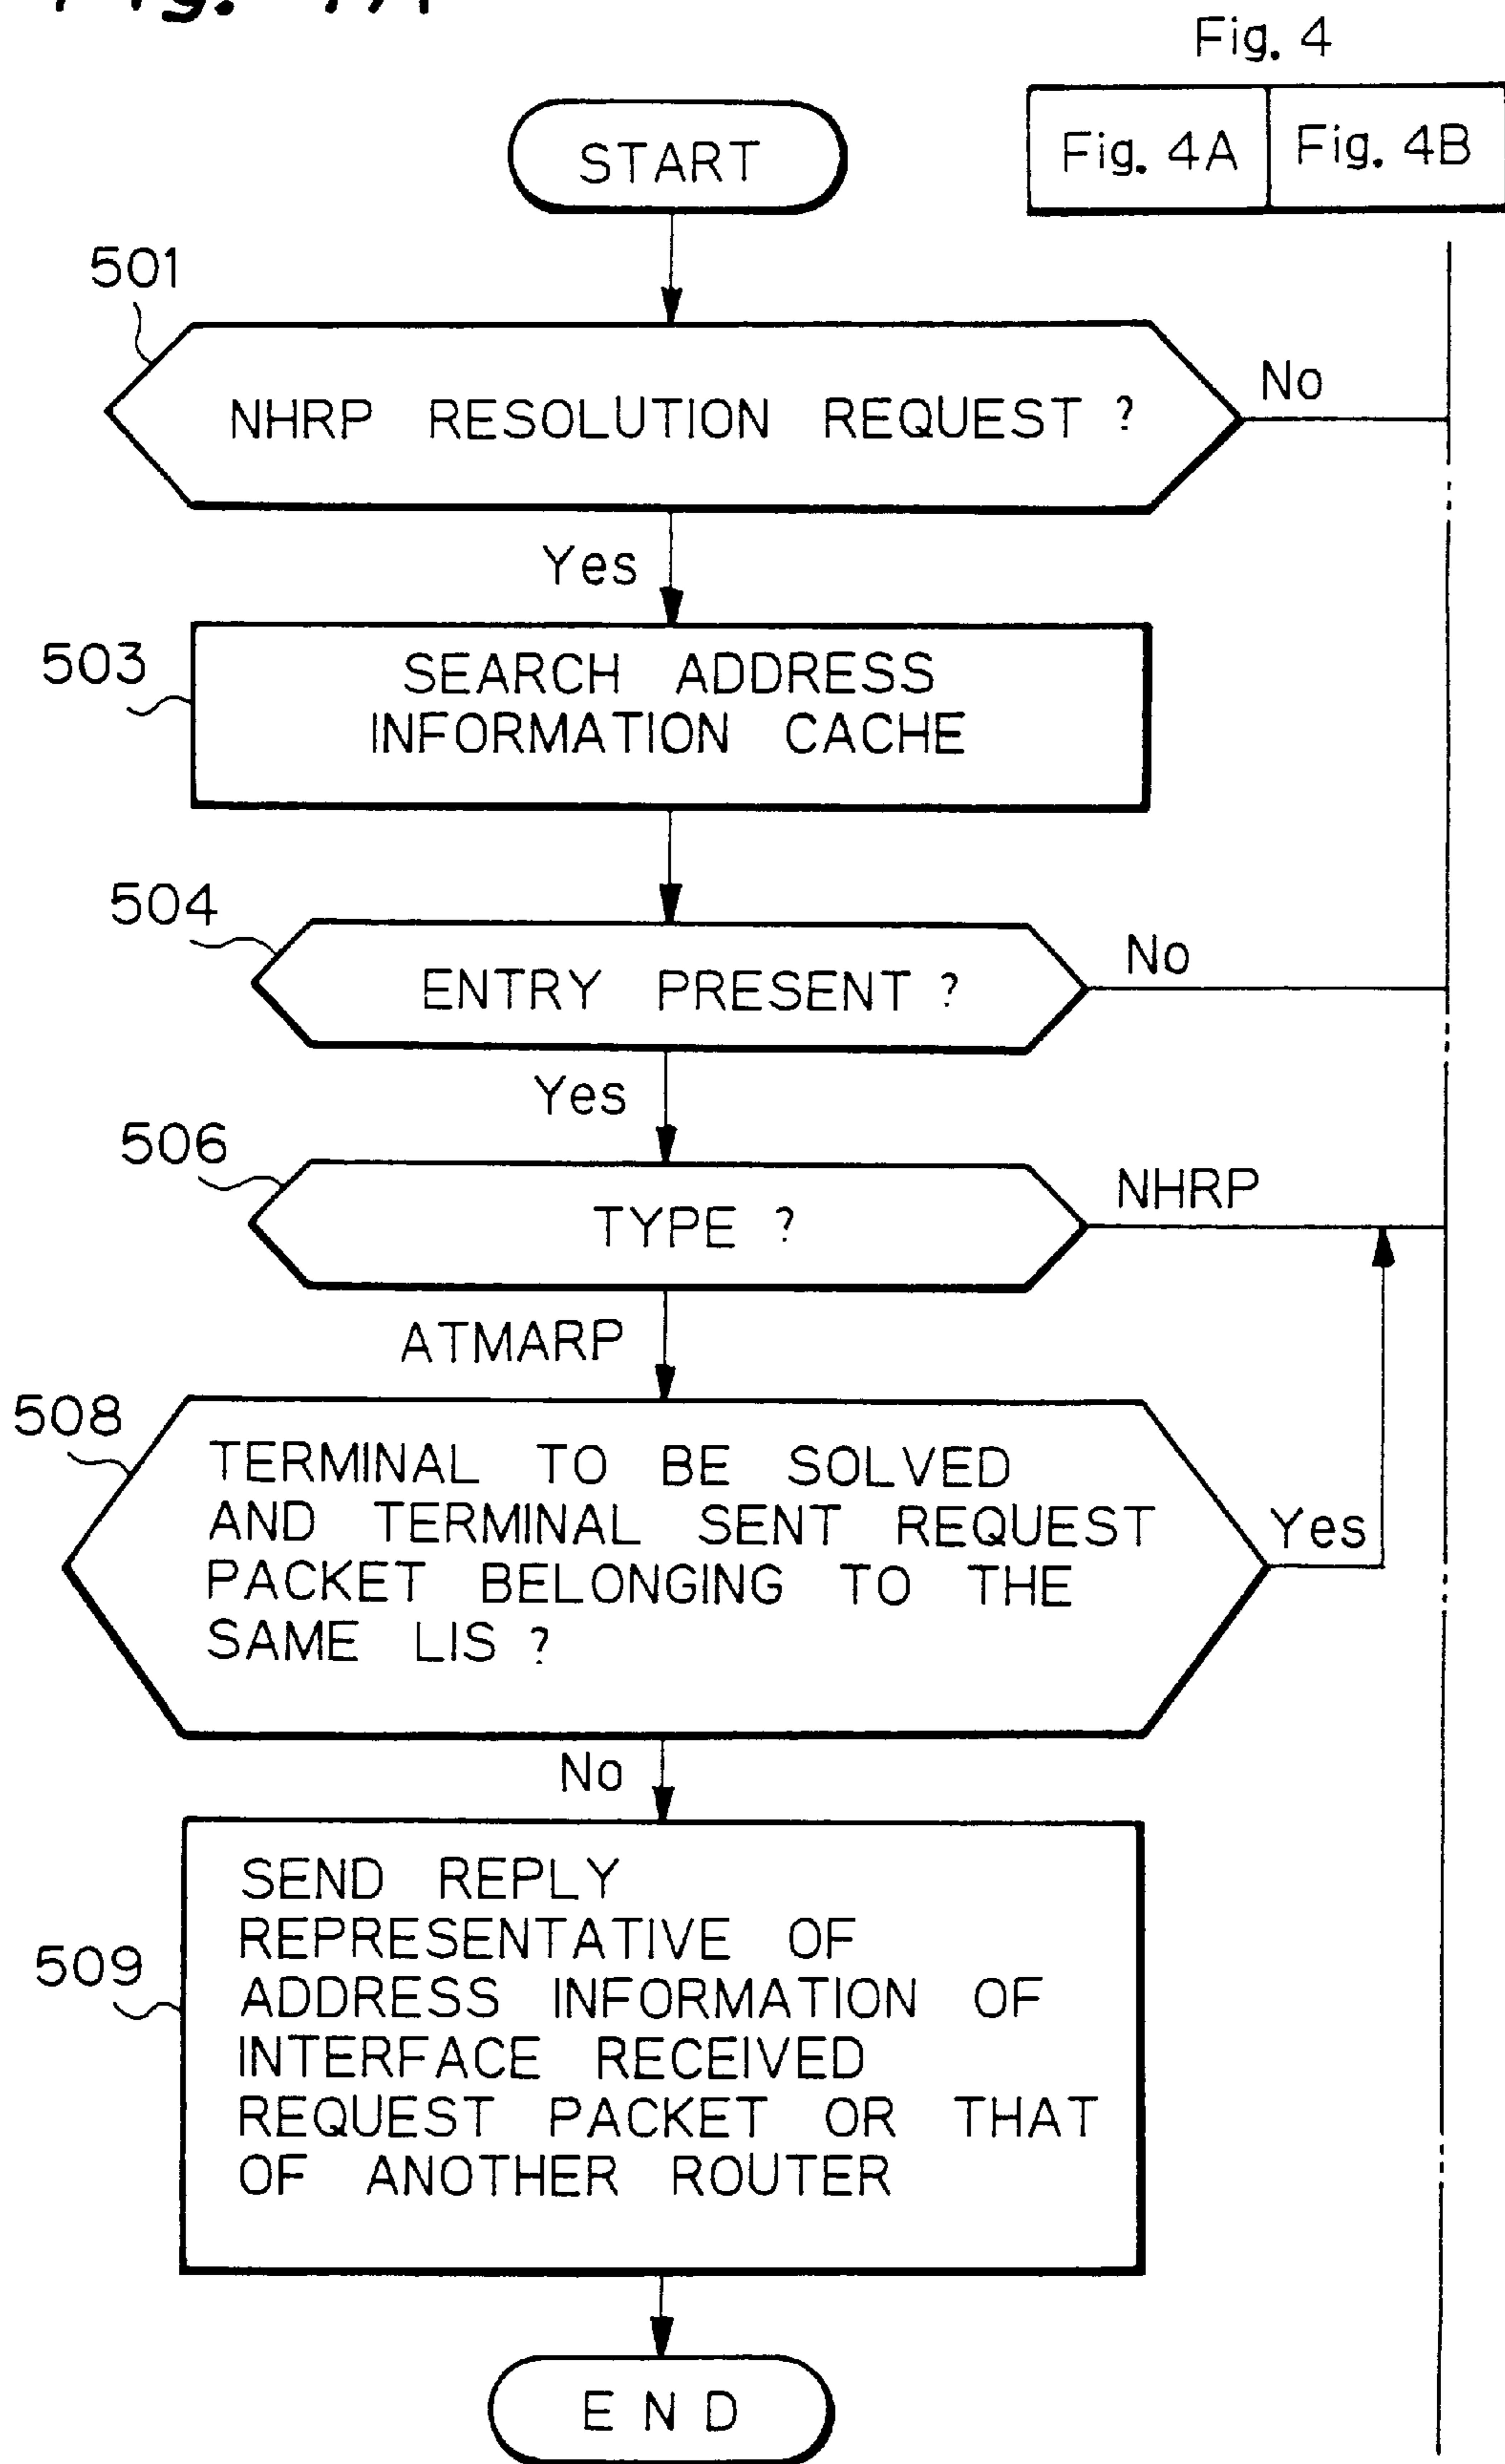 Fig. 4A
Fig. 4
Fig. 4A
Fig. 4B
START
501
NHRP RESOLUTION REQUEST ?
No
Yes
503
SEARCH ADDRESS
INFORMATION CACHE
504
ENTRY PRESENT ?
No
Yes
506
TYPE ?
NHRP
ATMARP
508
TERMINAL TO BE SOLVED
AND TERMINAL SENT REQUEST
PACKET BELONGING TO THE
SAME LIS ?
Yes
No
509
SEND REPLY
REPRESENTATIVE OF
ADDRESS INFORMATION OF
INTERFACE RECEIVED
REQUEST PACKET OR THAT
OF ANOTHER ROUTER
END